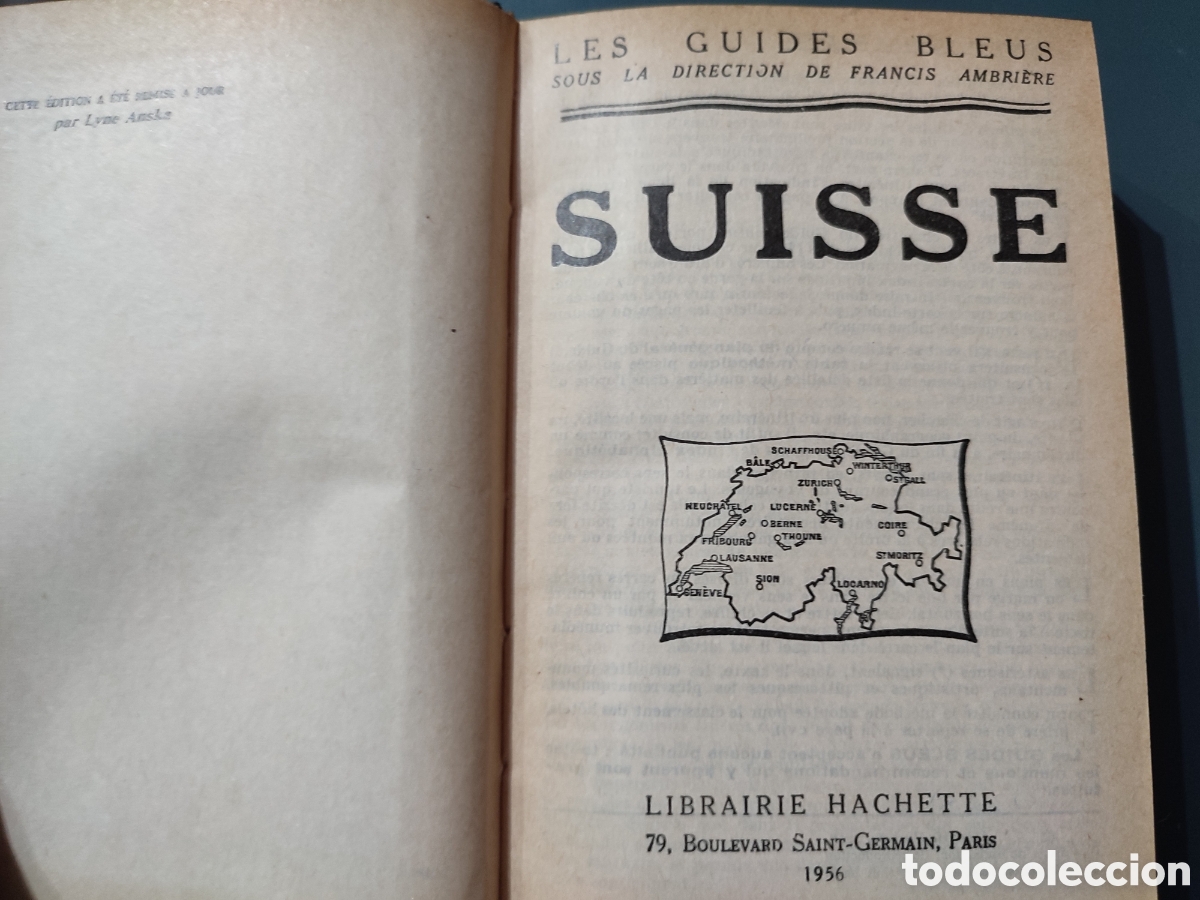 CETTE ÉDITION A ÉTÉ REMISE A JOUR
par Lyne Anska
LES GUIDES BLEUS
SOUS LA DIRECTION DE FRANCIS AMBRIÈRE
SUISSE
SCHAFFHOUSE
BÂLE
WINTERTHUR
ST GALL
ZURICH
NEUCHÂTEL
LUCERNE
BERNE
COIRE
FRIBOURG
THOUNE
LAUSANNE
ST MORITZ
SION
LOCARNO
GENÈVE
LIBRAIRIE HACHETTE
79, BOULEVARD SAINT-GERMAIN, PARIS
1956
todocoleccion